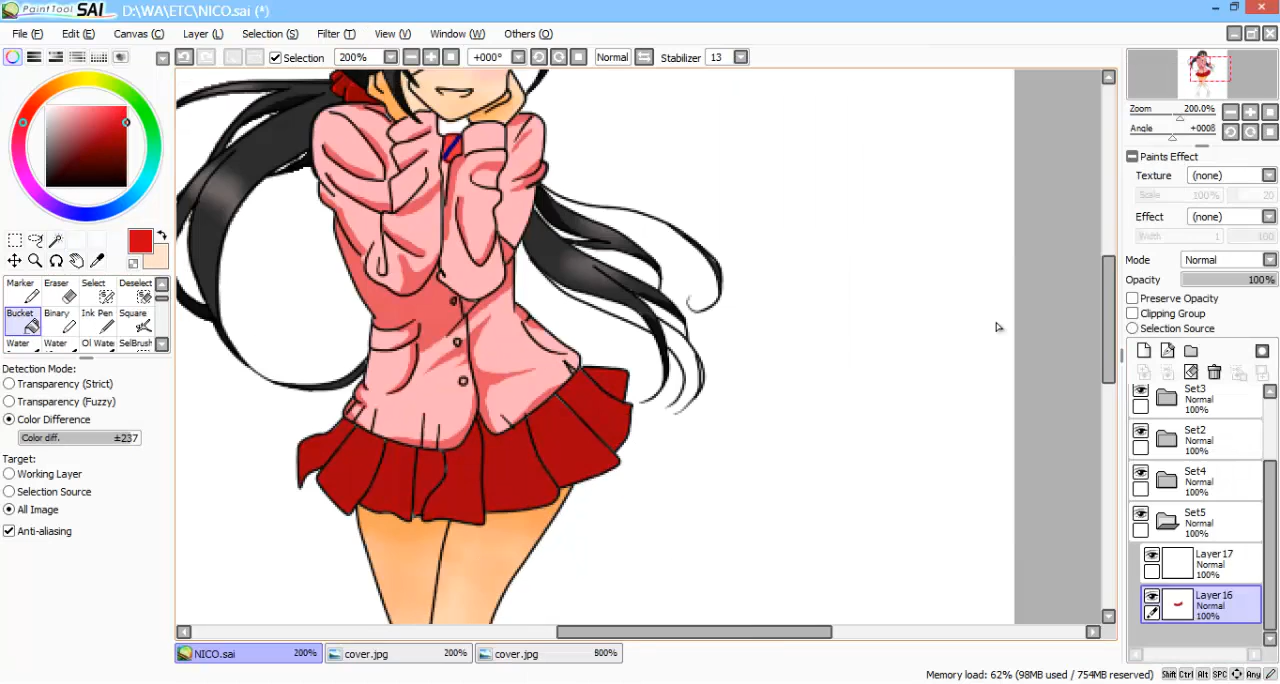 PaintTool SAI D:\WA\ETC\NICO.sai (*)
File (F) Edit (E) Canvas (C) Layer (L) Selection (S) Filter (T) View (V) Window (W) Others (O)
Selection 200% +000° Normal Stabilizer 13
Zoom 200.0%
Angle +0008
Paints Effect
Texture (none)
Scale 100% 20
Effect (none)
Width 1 100
Mode Normal
Opacity 100%
Preserve Opacity
Clipping Group
Selection Source
Marker Eraser Select Deselect
Bucket Binary Ink Pen Square
Water Water Ol Wate SelBrush
Detection Mode:
Transparency (Strict)
Transparency (Fuzzy)
Color Difference
Color diff. ±237
Target:
Working Layer
Selection Source
All Image
Anti-aliasing
Set3
Normal
100%
Set2
Normal
100%
Set4
Normal
100%
Set5
Normal
100%
Layer17
Normal
100%
Layer16
Normal
100%
NICO.sai 200% cover.jpg 200% cover.jpg 800%
Memory load: 62% (98MB used / 754MB reserved) Shift Ctrl Alt SPC Any